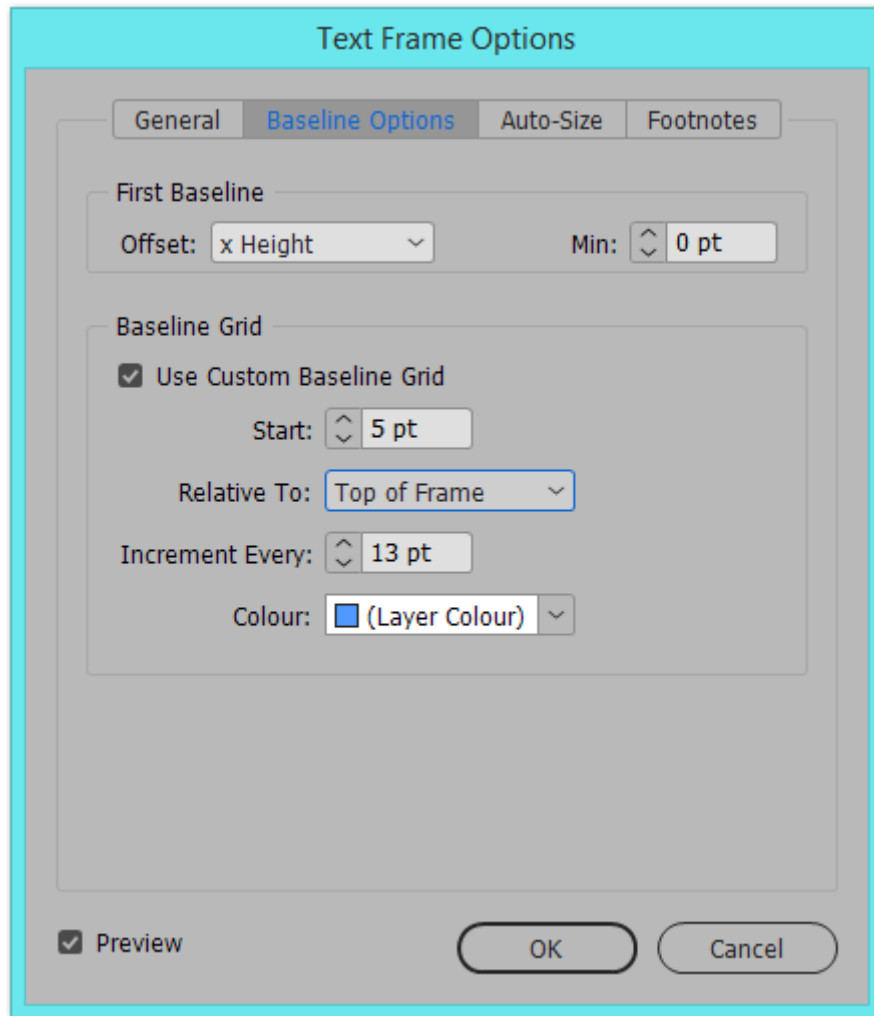 Text Frame Options
General Baseline Options Auto-Size Footnotes
First Baseline
Offset: x Height Min: 0 pt
Baseline Grid
Use Custom Baseline Grid
Start: 5 pt
Relative To: Top of Frame
Increment Every: 13 pt
Colour: (Layer Colour)
Preview OK Cancel